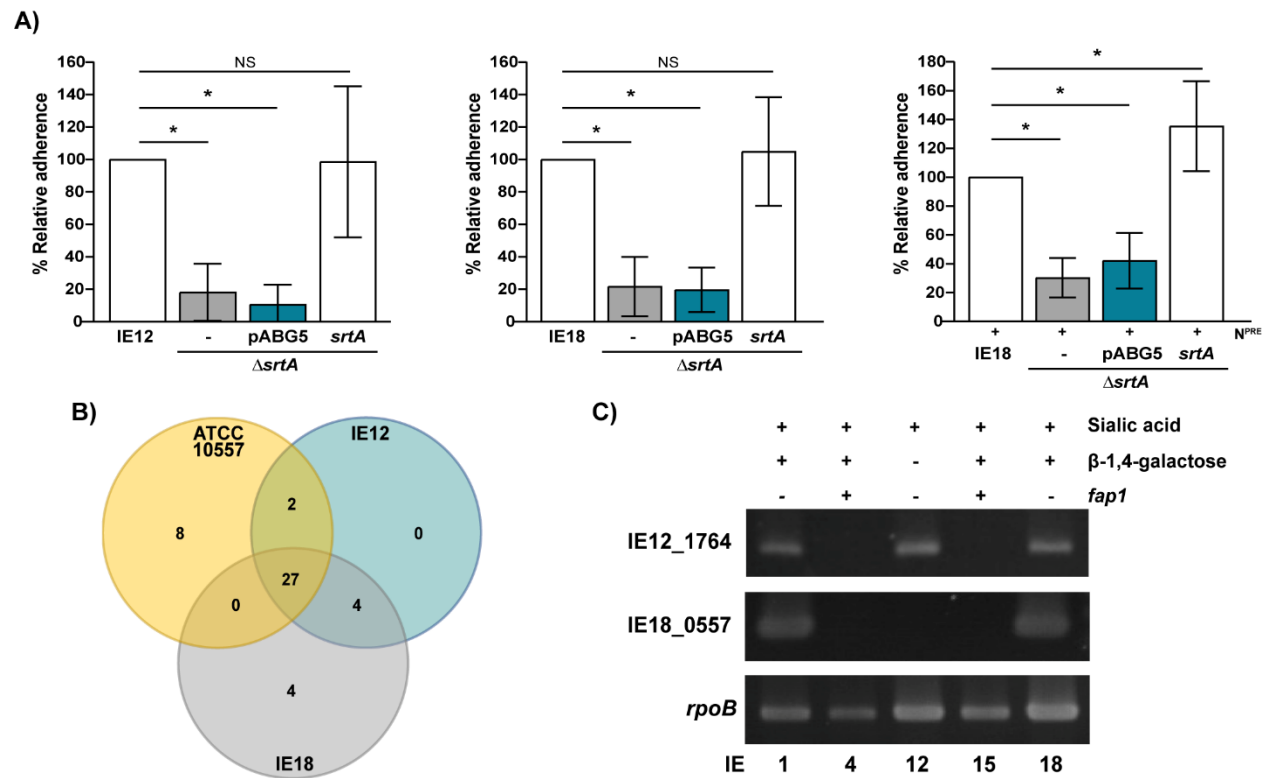 A)
NS
*
*
% Relative adherence
160
140
120
100
80
60
40
20
0
IE12
-
pABG5
srtA
ΔsrtA
NS
*
*
% Relative adherence
160
140
120
100
80
60
40
20
0
IE18
-
pABG5
srtA
ΔsrtA
*
*
*
% Relative adherence
180
160
140
120
100
80
60
40
20
0
+ + + + NPRE
IE18
-
pABG5
srtA
ΔsrtA
B)
ATCC
10557
IE12
2
8
0
27
0
4
4
IE18
C)
+ + + + + Sialic acid
+ + - + + β-1,4-galactose
- + - + - fap1
IE12_1764
IE18_0557
rpoB
IE 1 4 12 15 18